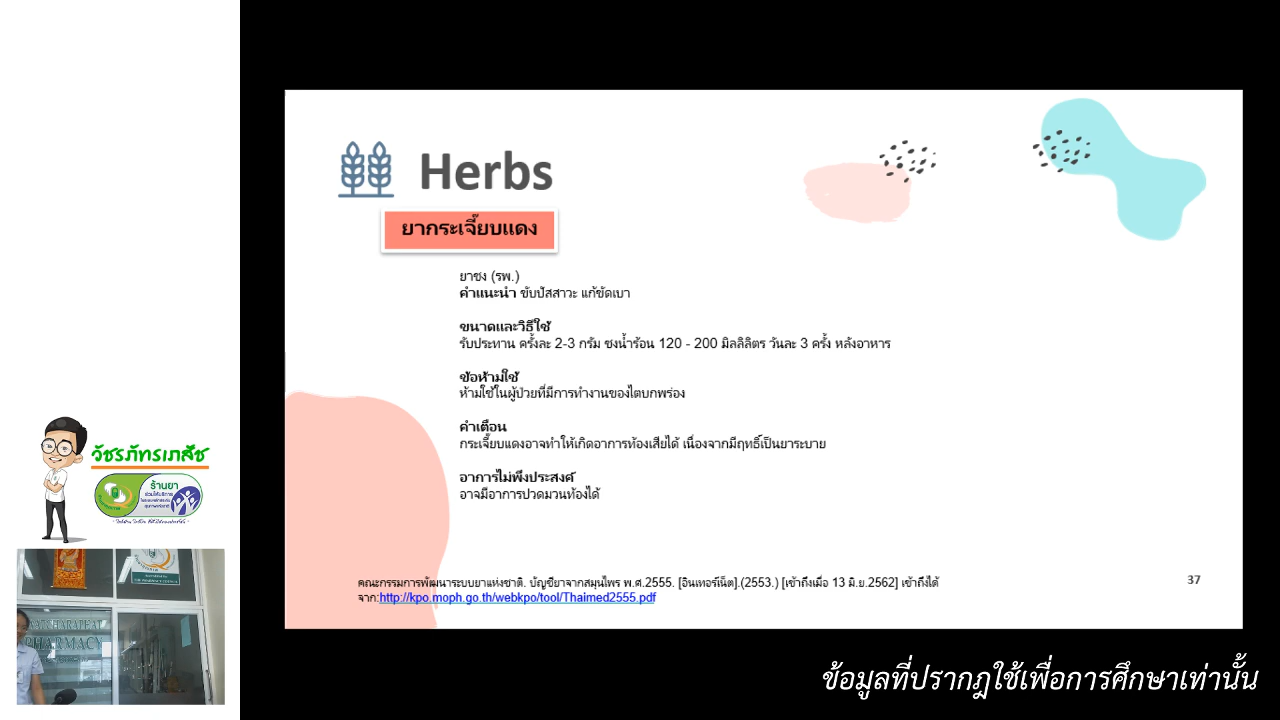 Herbs
ยากระเจี๊ยบแดง
ยาชง (รพ.)
คำแนะนำ ขับปัสสาวะ แก้ขัดเบา
ขนาดและวิธีใช้
รับประทาน ครั้งละ 2-3 กรัม ชงน้ำร้อน 120 - 200 มิลลิลิตร วันละ 3 ครั้ง หลังอาหาร
ข้อห้ามใช้
ห้ามใช้ในผู้ป่วยที่มีการทำงานของไตบกพร่อง
คำเตือน
กระเจี๊ยบแดงอาจทำให้เกิดอาการท้องเสียได้ เนื่องจากมีฤทธิ์เป็นยาระบาย
อาการไม่พึงประสงค์
อาจมีอาการปวดมวนท้องได้
คณะกรรมการพัฒนาระบบยาแห่งชาติ. บัญชียาจากสมุนไพร พ.ศ.2555. [อินเทอร์เน็ต].(2553.) [เข้าถึงเมื่อ 13 มิ.ย.2562] เข้าถึงได้
จาก:http://kpo.moph.go.th/webkpo/tool/Thaimed2555.pdf
37
วัชรภัทรเภสัช
ร้านยา
PHARMACY
ข้อมูลที่ปรากฎใช้เพื่อการศึกษาเท่านั้น